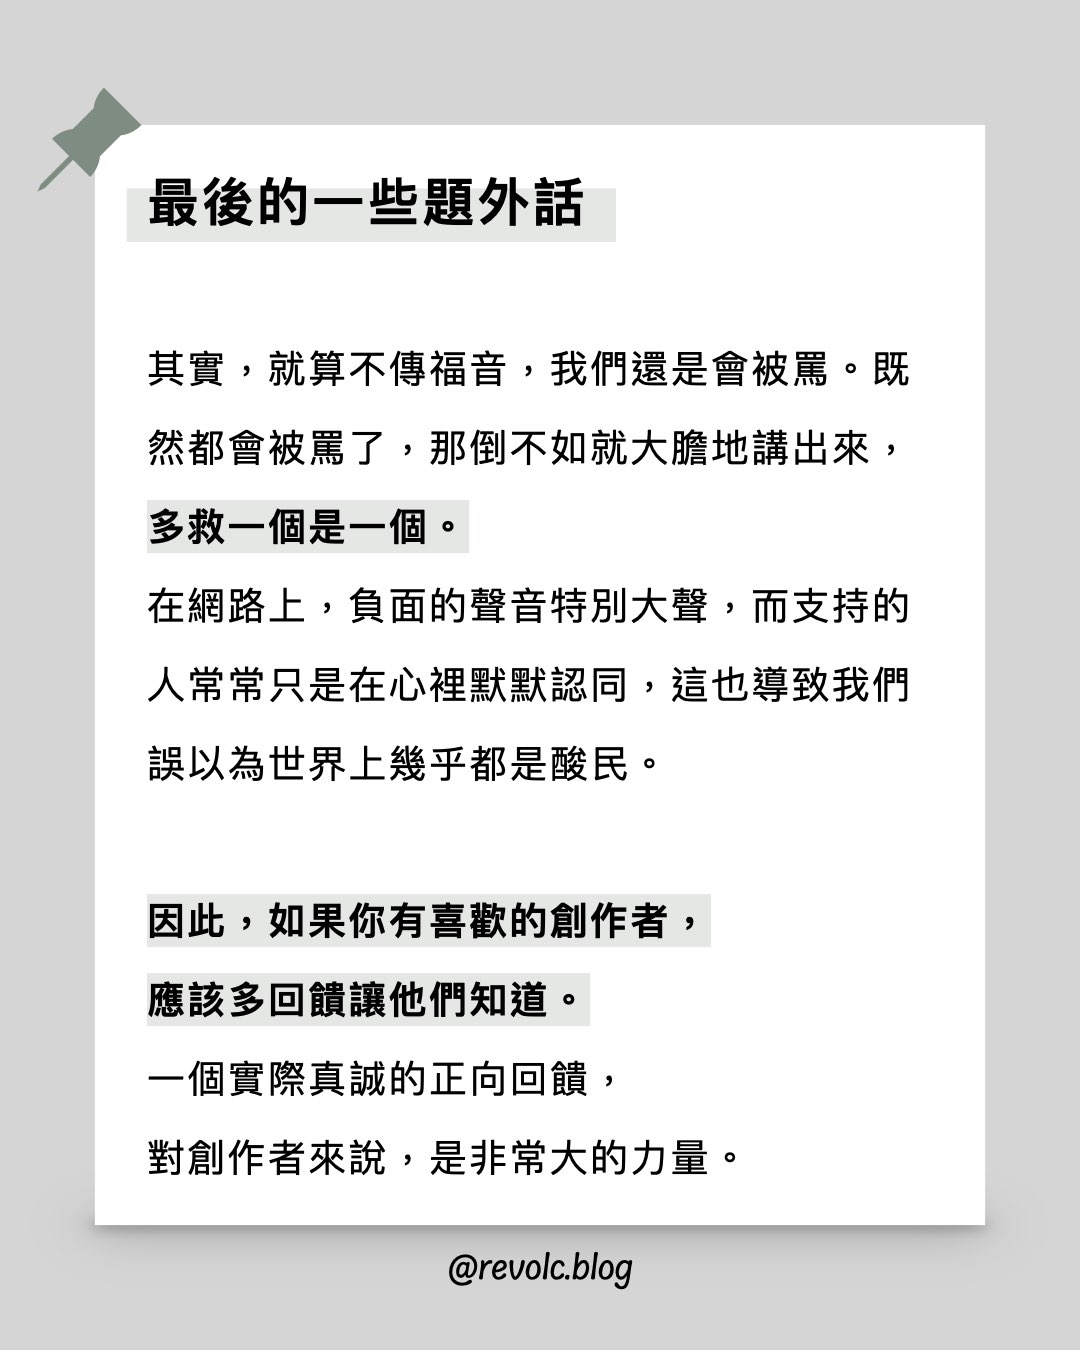 最後的一些題外話
其實，就算不傳福音，我們還是會被罵。既
然都會被罵了，那倒不如就大膽地講出來，
多救一個是一個。
在網路上，負面的聲音特別大聲，而支持的
人常常只是在心裡默默認同，這也導致我們
誤以為世界上幾乎都是酸民。
因此，如果你有喜歡的創作者，
應該多回饋讓他們知道。
一個實際真誠的正向回饋，
對創作者來說，是非常大的力量。
@revolc.blog